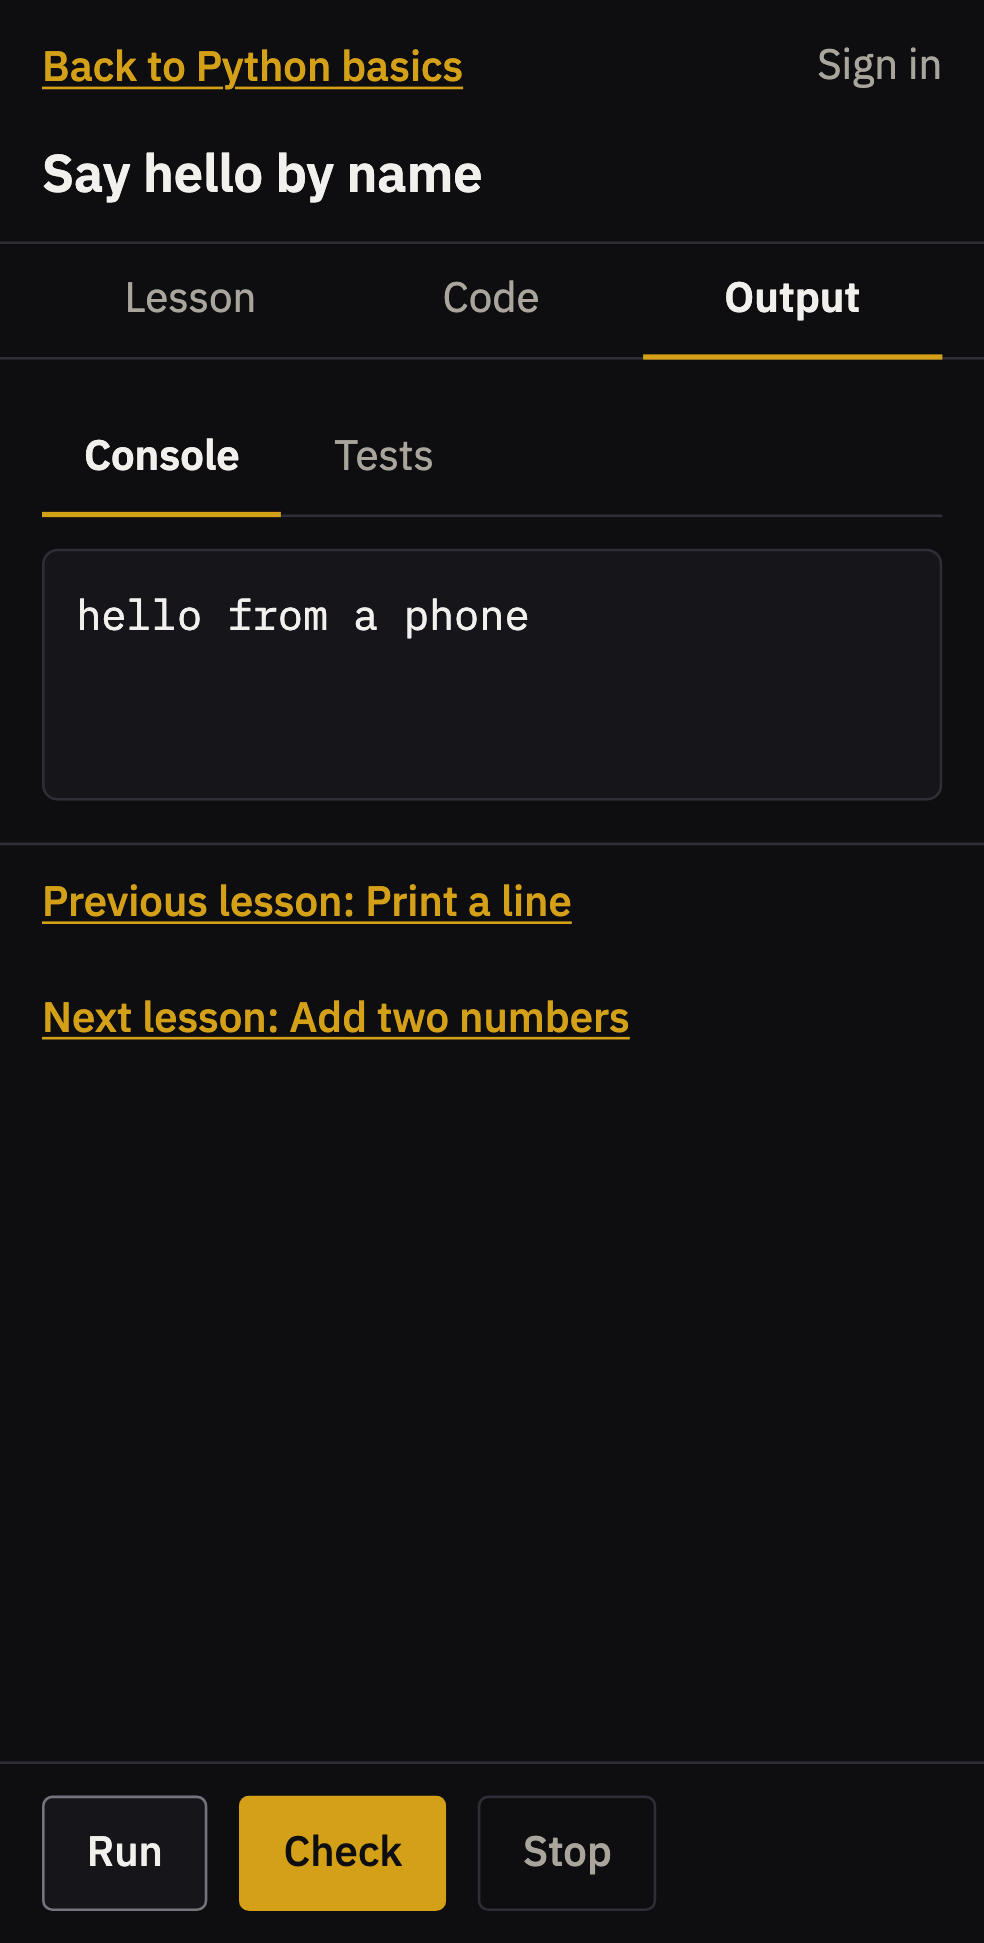 Back to Python basics
Sign in
Say hello by name
Lesson
Code
Output
Console
Tests
hello from a phone
Previous lesson: Print a line
Next lesson: Add two numbers
Run
Check
Stop